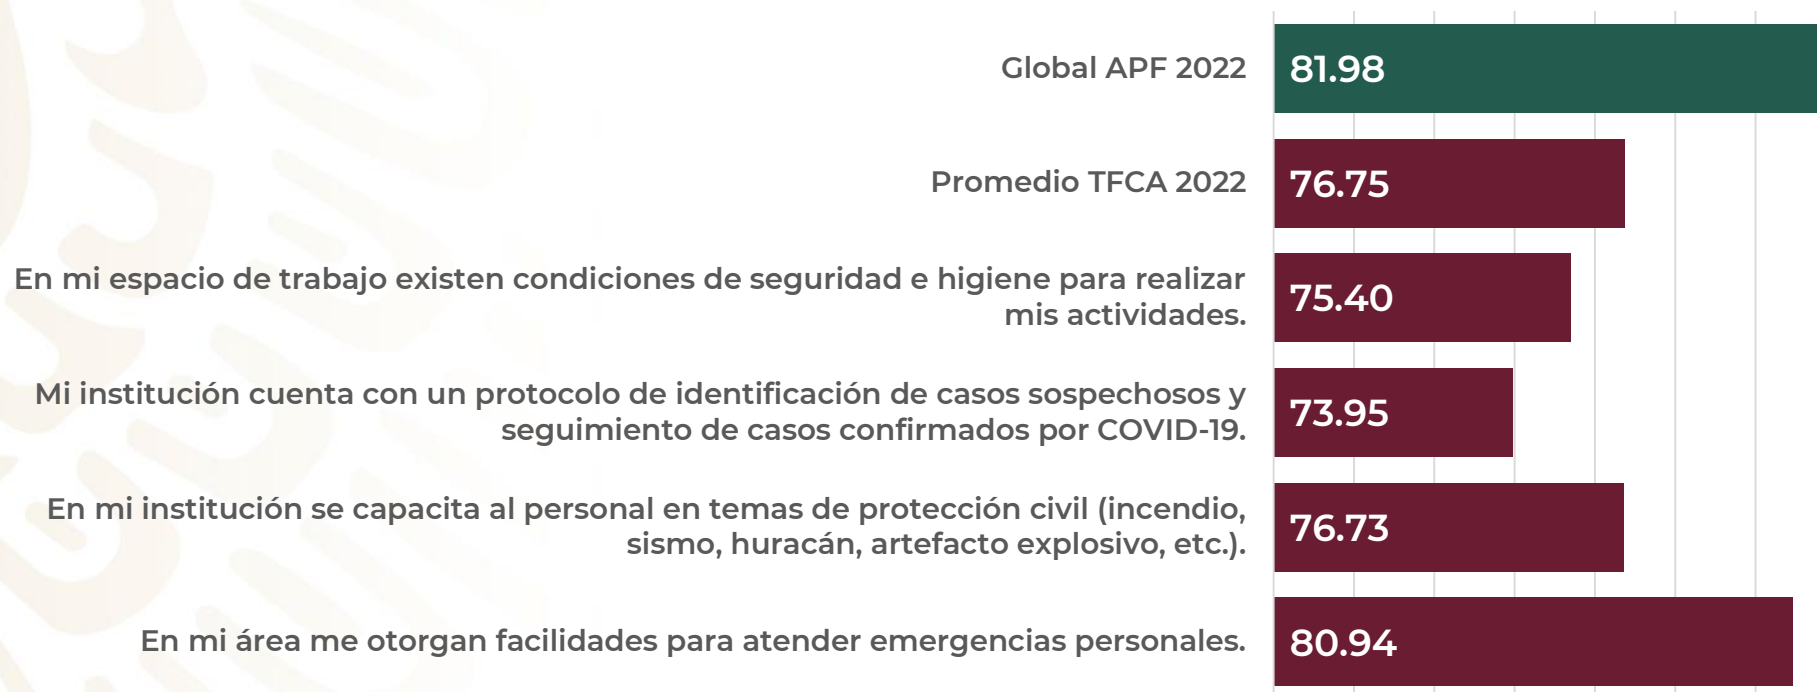 Global APF 2022 81.98
Promedio TFCA 2022 76.75
En mi espacio de trabajo existen condiciones de seguridad e higiene para realizar
mis actividades. 75.40
Mi institución cuenta con un protocolo de identificación de casos sospechosos y
seguimiento de casos confirmados por COVID-19. 73.95
En mi institución se capacita al personal en temas de protección civil (incendio,
sismo, huracán, artefacto explosivo, etc.). 76.73
En mi área me otorgan facilidades para atender emergencias personales. 80.94